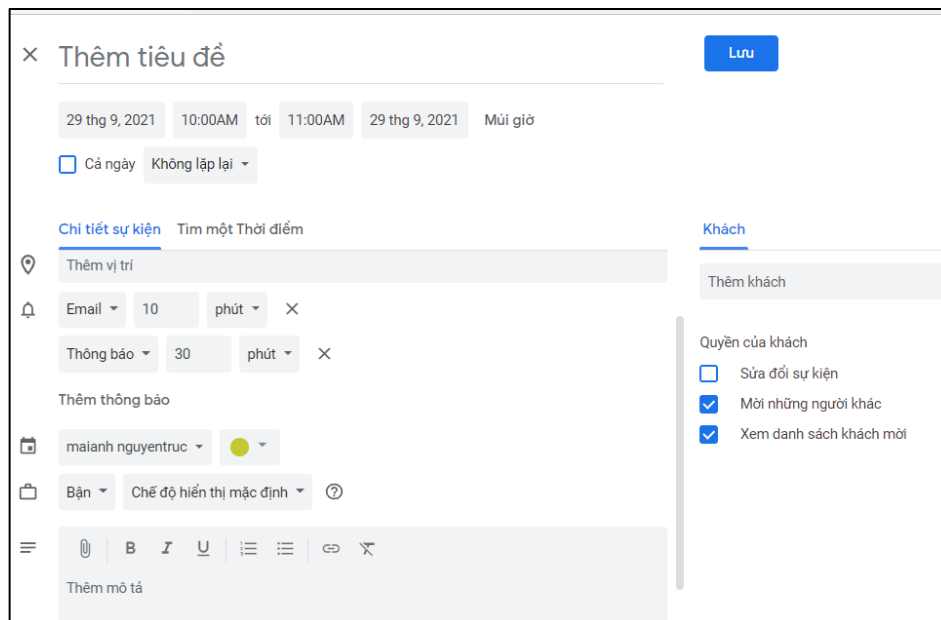 Thêm tiêu đề
Lưu
29 thg 9, 2021 10:00AM tới 11:00AM 29 thg 9, 2021 Múi giờ
Cả ngày Không lặp lại
Chi tiết sự kiện Tìm một Thời điểm
Khách
Thêm vị trí
Thêm khách
Email 10 phút
Thông báo 30 phút
Quyền của khách
Sửa đổi sự kiện
Thêm thông báo
Mời những người khác
Xem danh sách khách mời
maianh nguyentruc
Bận Chế độ hiển thị mặc định
B I U
Thêm mô tả